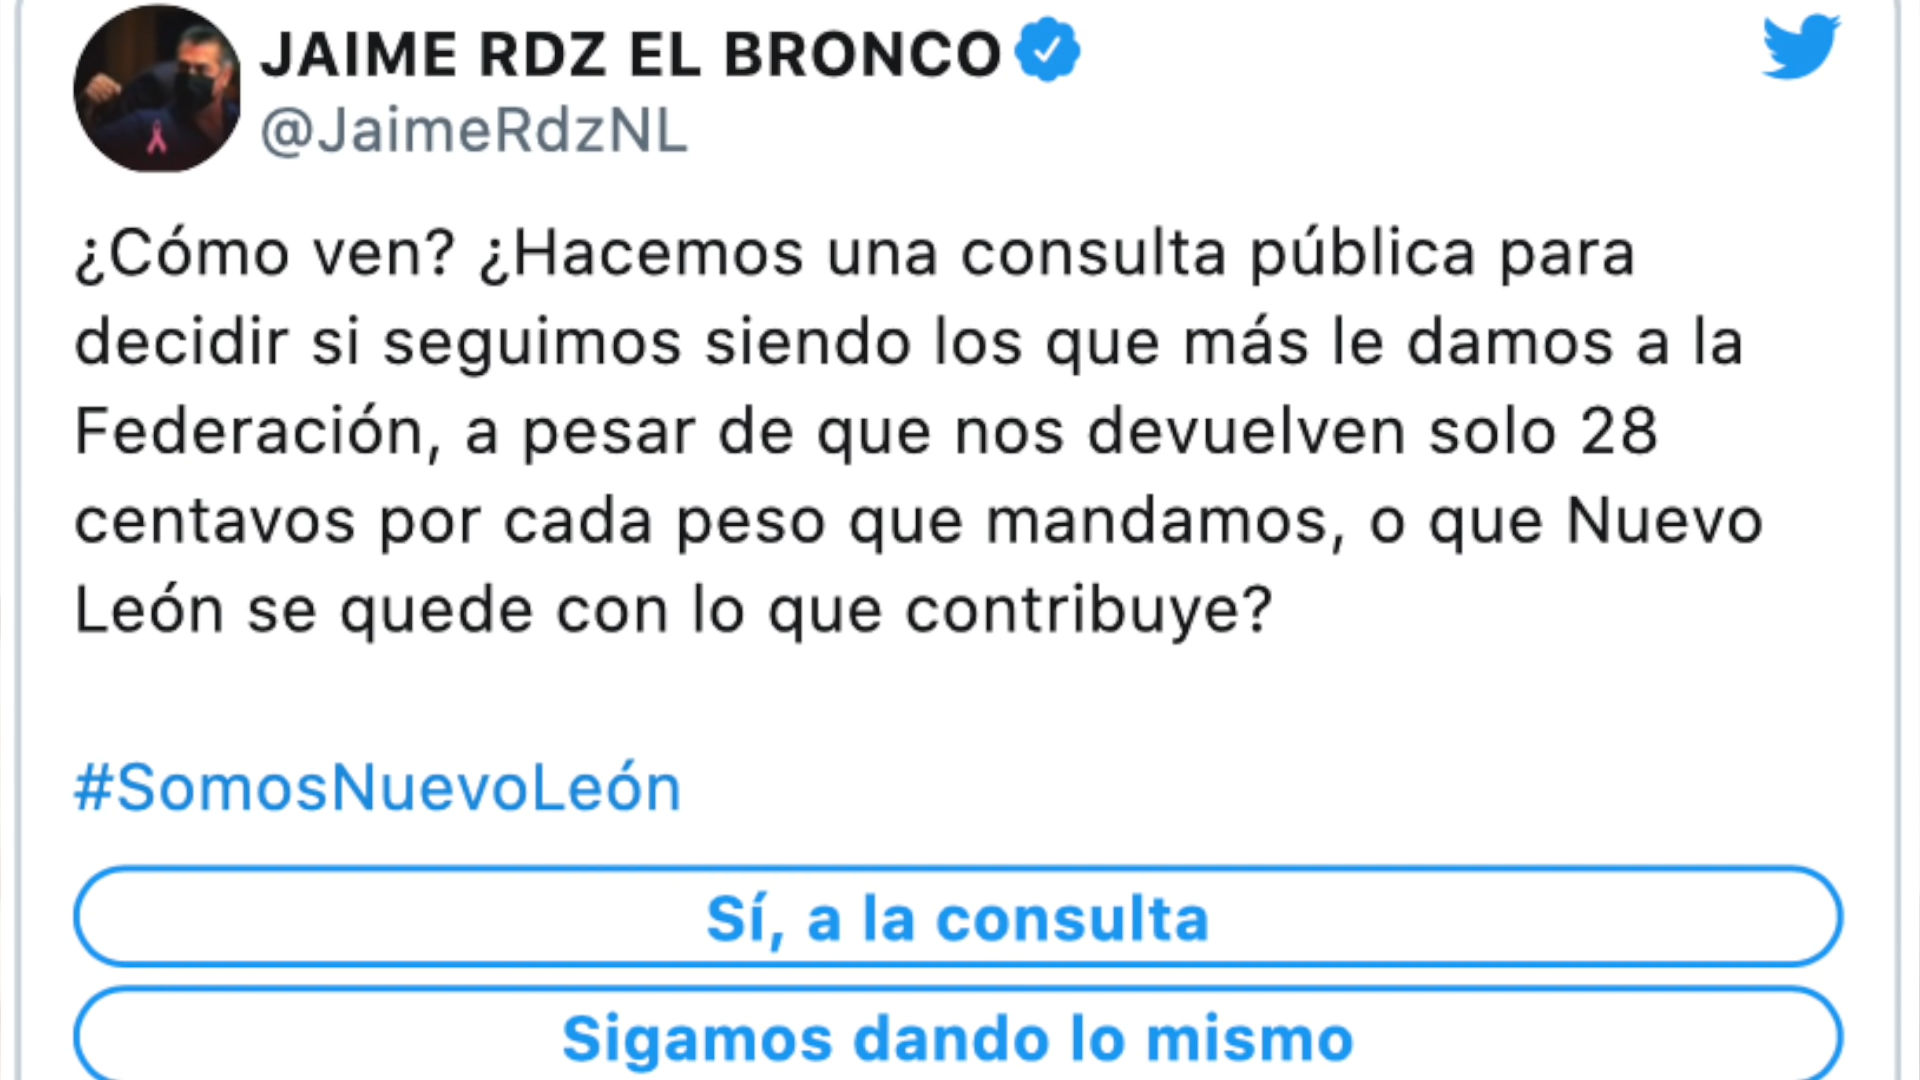 JAIME RDZ EL BRONCO
@JaimeRdzNL
¿Cómo ven? ¿Hacemos una consulta pública para
decidir si seguimos siendo los que más le damos a la
Federación, a pesar de que nos devuelven solo 28
centavos por cada peso que mandamos, o que Nuevo
León se quede con lo que contribuye?
#SomosNuevoLeón
Sí, a la consulta
Sigamos dando lo mismo